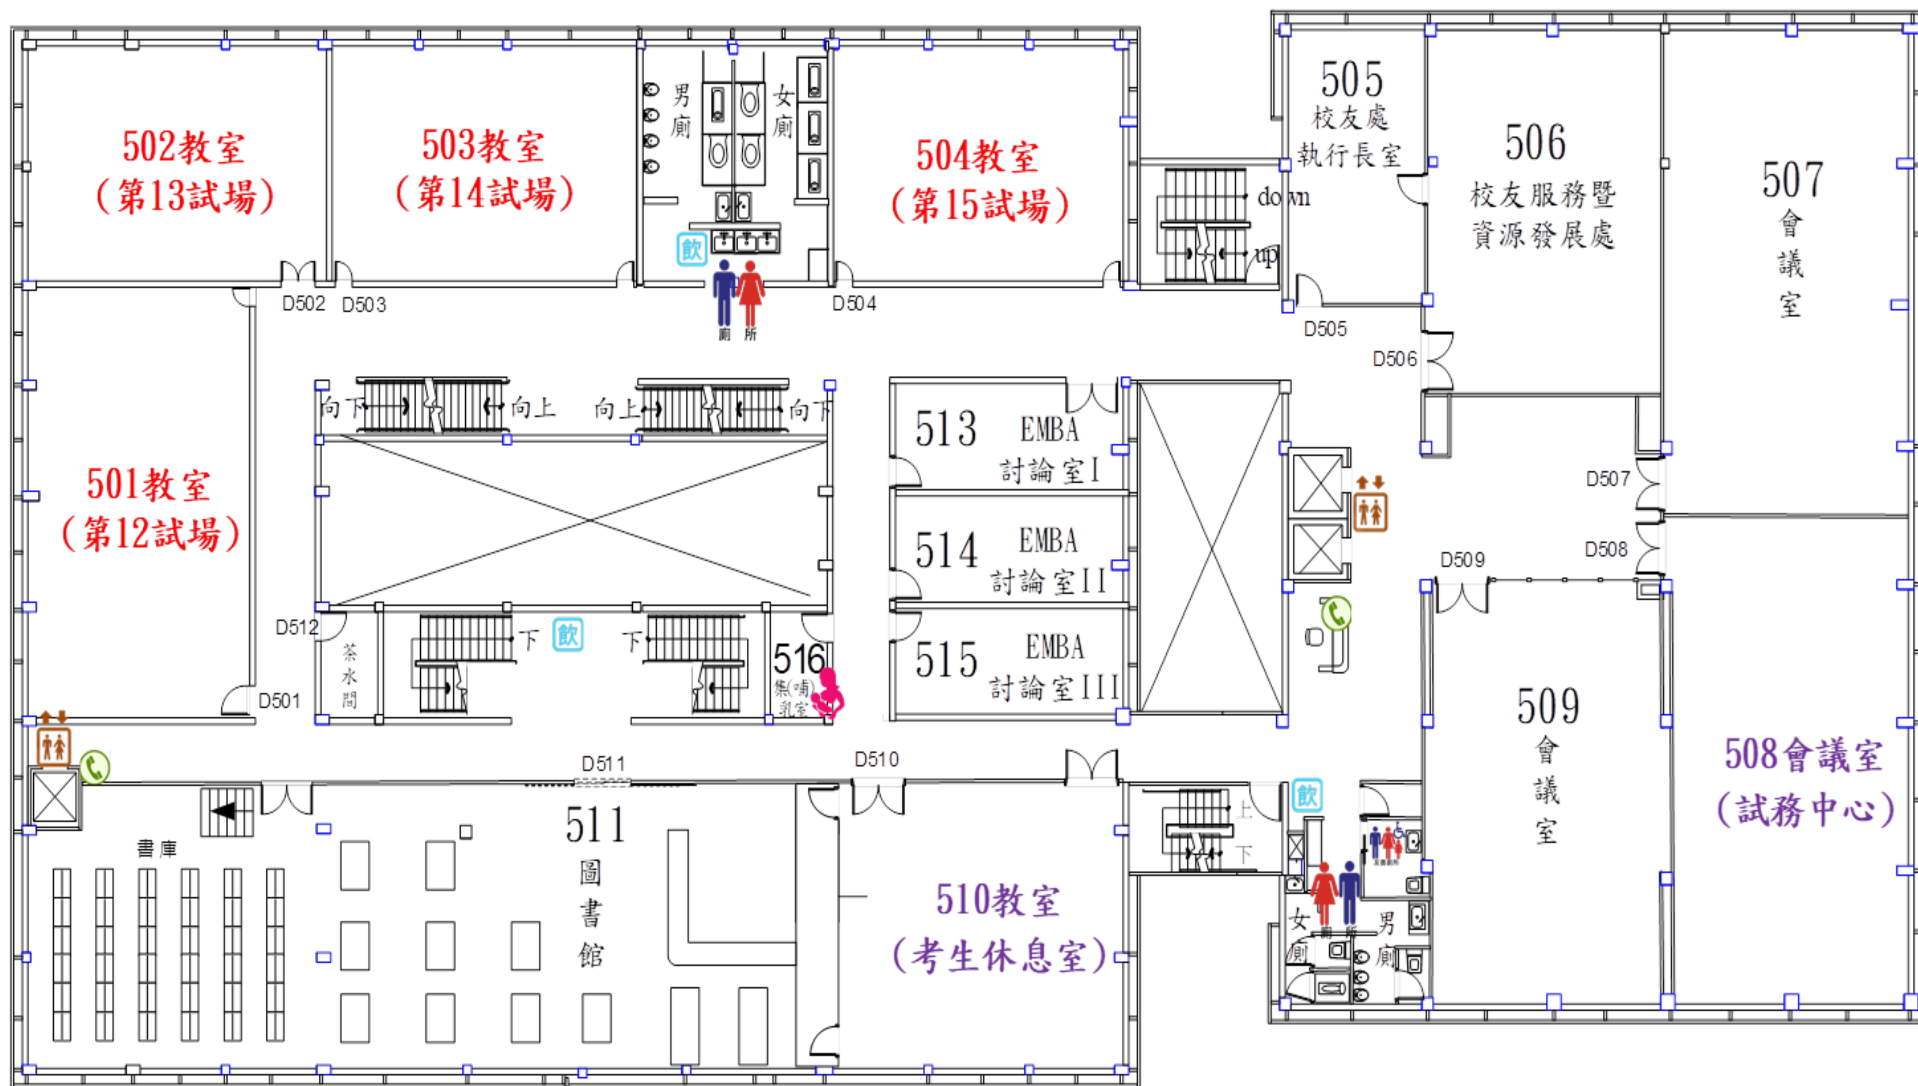 502教室
(第13試場)
503教室
(第14試場)
男廁
女廁
504教室
(第15試場)
505
校友處
執行長室
506
校友服務暨
資源發展處
507
會議室
down
up
飲
廁所
D502
D503
D504
D505
D506
向下
向上
向上
向下
513
EMBA
討論室I
501教室
(第12試場)
514
EMBA
討論室II
D507
D508
D509
D512
茶水間
下
飲
下
516
集(哺)
乳室
515
EMBA
討論室III
D501
509
會議室
508會議室
(試務中心)
D511
D510
511
圖書館
書庫
510教室
(考生休息室)
上
下
飲
女廁
廁所
男廁